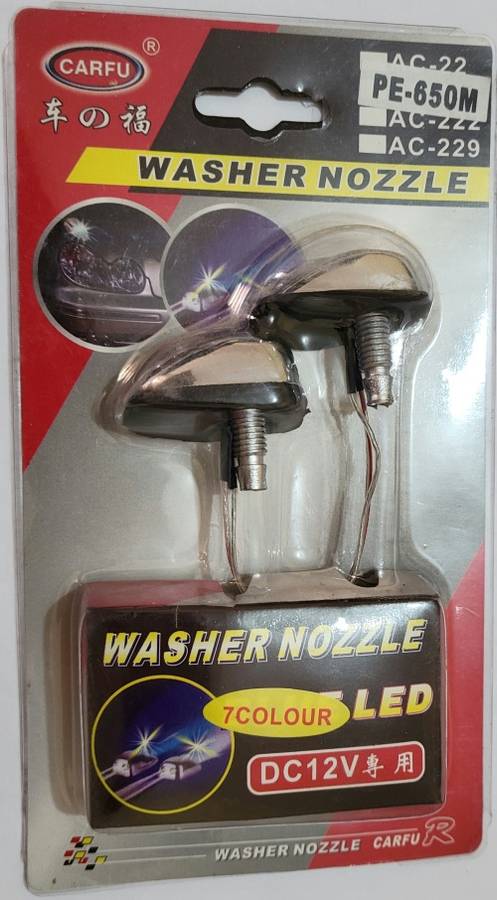 CARFU ®
车の福
AC-22
PE-650M
AC-222
AC-229
WASHER NOZZLE
WASHER NOZZLE
7COLOUR LED
DC12V專用
WASHER NOZZLE CARFU R